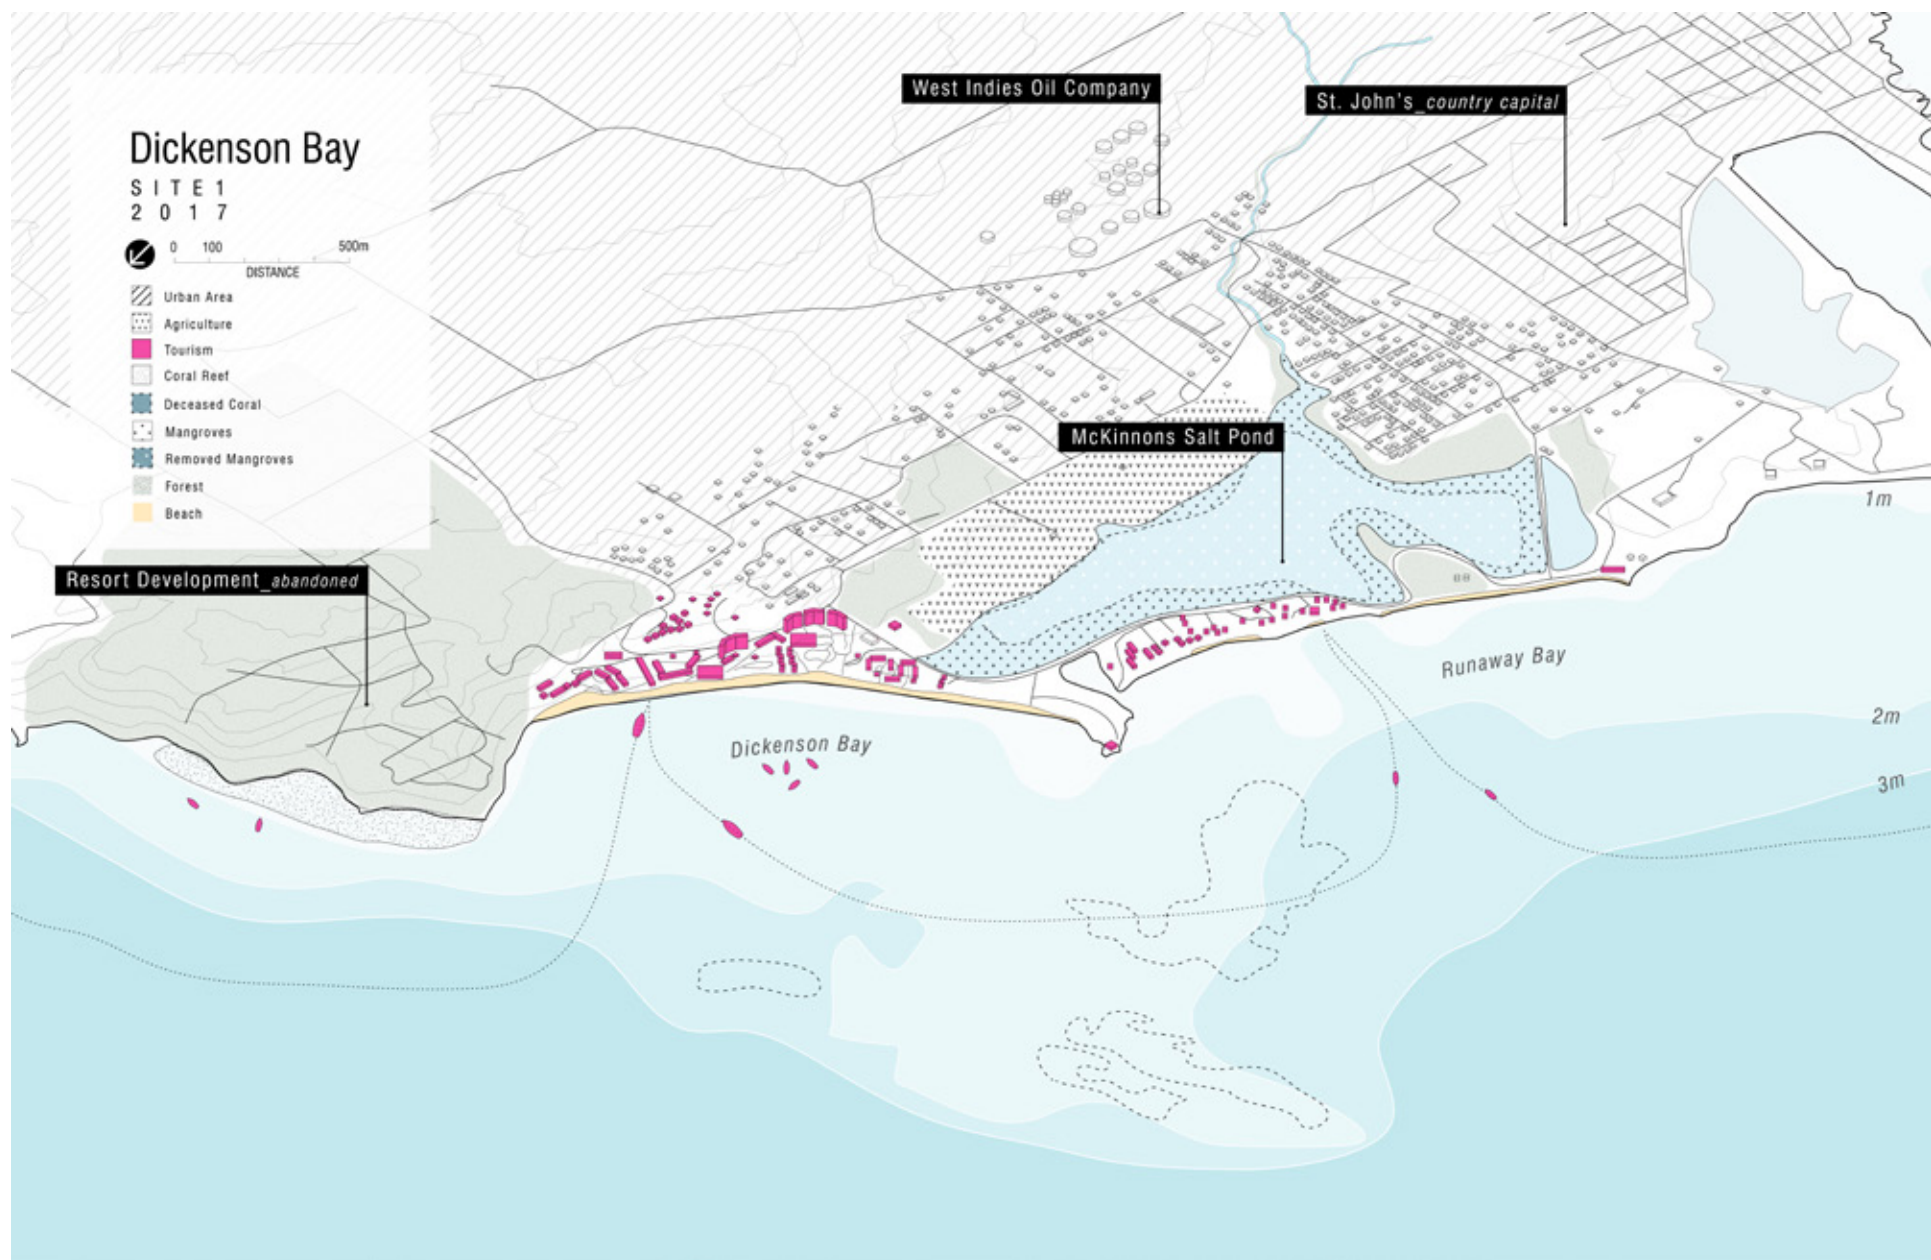 Dickenson Bay
SITE1
2017
0 100 500m
DISTANCE
Urban Area
Agriculture
Tourism
Coral Reef
Deceased Coral
Mangroves
Removed Mangroves
Forest
Beach
West Indies Oil Company
St. John's_country capital
McKinnons Salt Pond
Resort Development_abandoned
1m
Runaway Bay
2m
Dickenson Bay
3m